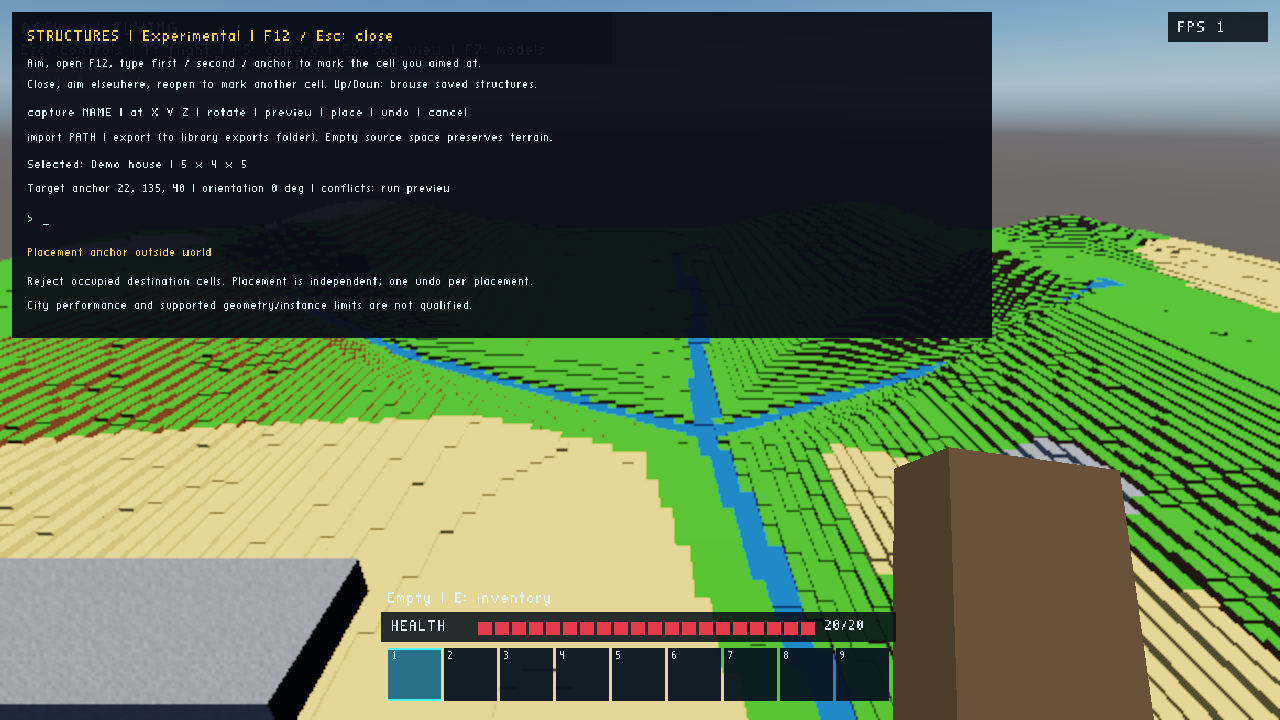 STRUCTURES | Experimental | F12 / Esc: close
FPS 1
Aim, open F12, type first / second / anchor to mark the cell you aimed at.
Close, aim elsewhere, reopen to mark another cell. Up/Down: browse saved structures.
capture NAME | at X Y Z | rotate | preview | place | undo | cancel
import PATH | export (to library exports folder). Empty source space preserves terrain.
Selected: Demo house | 5 x 4 x 5
Target anchor 22, 135, 40 | orientation 0 deg | conflicts: run preview
> _
Placement anchor outside world
Reject occupied destination cells. Placement is independent; one undo per placement.
City performance and supported geometry/instance limits are not qualified.
Empty | E: inventory
HEALTH 20/20
1 2 3 4 5 6 7 8 9